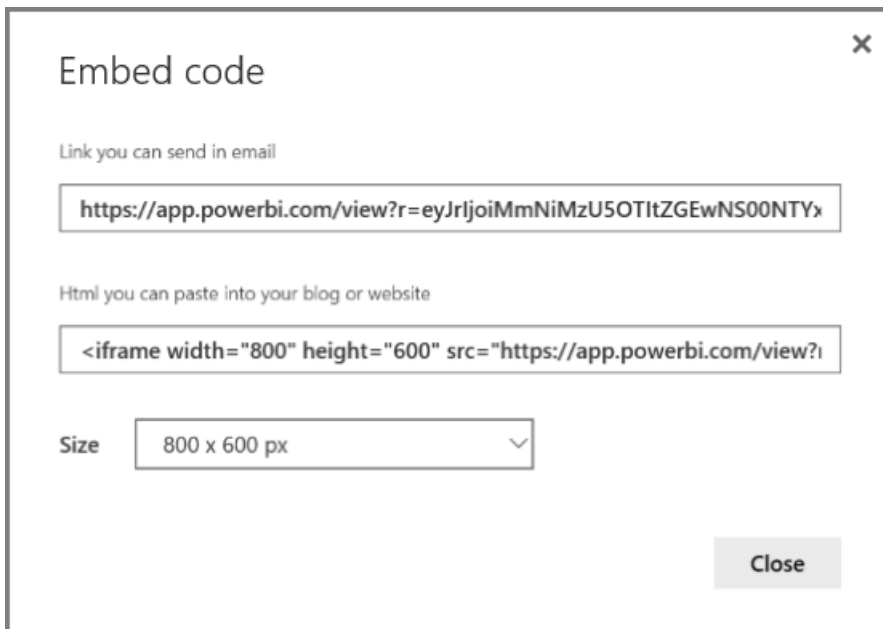 Embed code
Link you can send in email
https://app.powerbi.com/view?r=eyJrIjoiMmNiMzU5OTItZGEwNS00NTYx
Html you can paste into your blog or website
<iframe width="800" height="600" src="https://app.powerbi.com/view?r
Size
800 x 600 px
Close